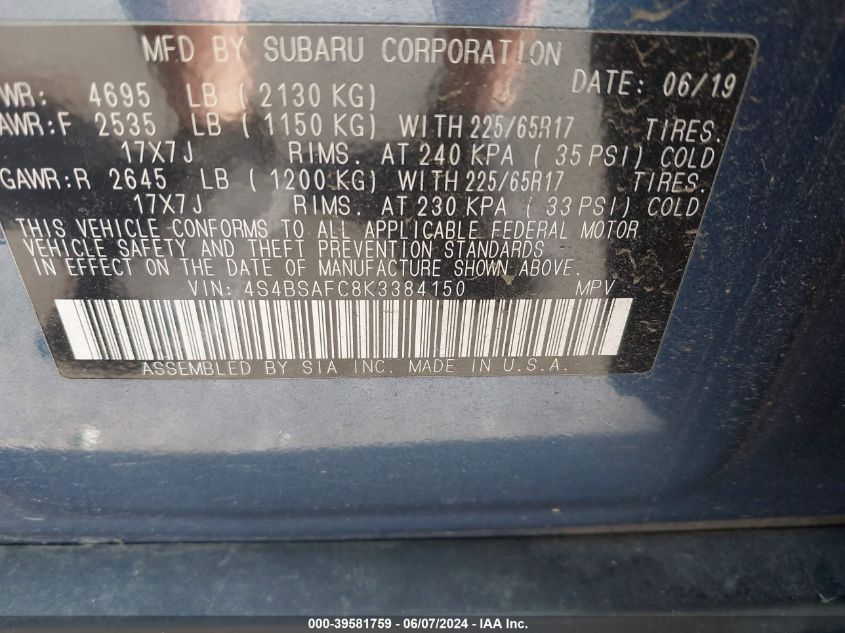 MFD BY SUBARU CORPORATION
DATE: 06/19
WR: 4695 LB ( 2130 KG)
AWR:F 2535 LB ( 1150 KG) WITH 225/65R17 TIRES.
17X7J RIMS. AT 240 KPA ( 35 PSI) COLD
GAWR:R 2645 LB ( 1200 KG) WITH 225/65R17 TIRES.
17X7J RIMS. AT 230 KPA ( 33 PSI) COLD
THIS VEHICLE CONFORMS TO ALL APPLICABLE FEDERAL MOTOR
VEHICLE SAFETY AND THEFT PREVENTION STANDARDS
IN EFFECT ON THE DATE OF MANUFACTURE SHOWN ABOVE.
VIN: 4S4BSAFC8K3384150 MPV
ASSEMBLED BY SIA INC. MADE IN U.S.A.
000-39581759 - 06/07/2024 - IAA Inc.